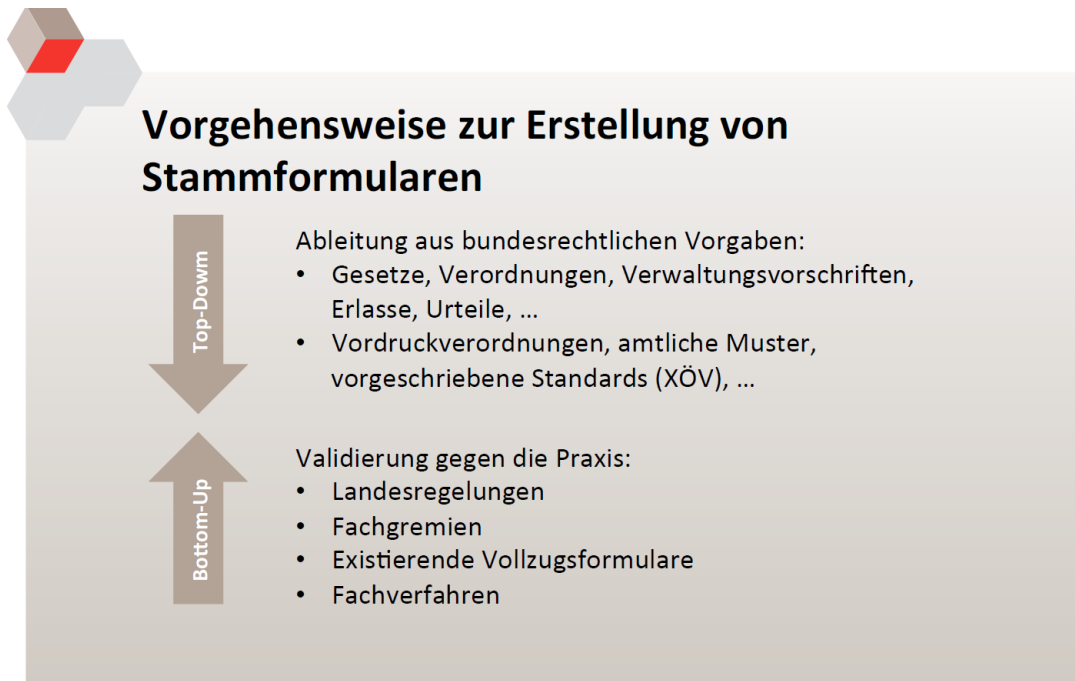 Vorgehensweise zur Erstellung von
Stammformularen
Top-Dowm
Ableitung aus bundesrechtlichen Vorgaben:
• Gesetze, Verordnungen, Verwaltungsvorschriften,
Erlasse, Urteile, ...
• Vordruckverordnungen, amtliche Muster,
vorgeschriebene Standards (XÖV), ...
Bottom-Up
Validierung gegen die Praxis:
• Landesregelungen
• Fachgremien
• Existierende Vollzugsformulare
• Fachverfahren